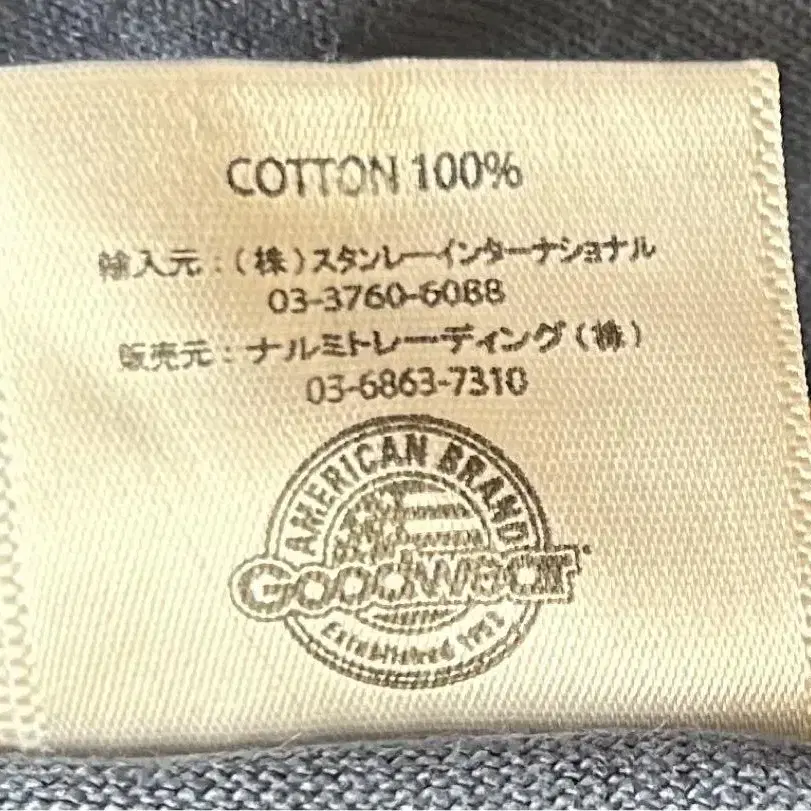 COTTON 100%
輸入元：(株)スタンレーインターナショナル
03-3760-6088
販売元：ナルミトレーディング(株)
03-6863-7310
AMERICAN BRAND
GOODWEAR
Established 1983